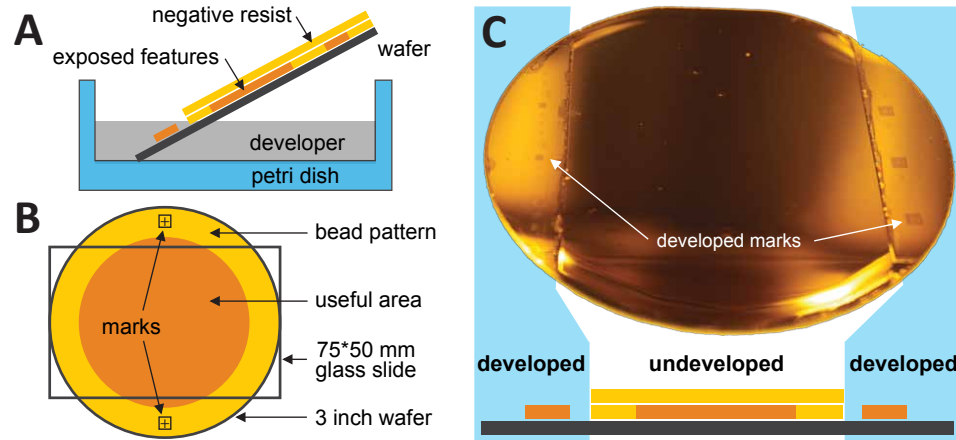 A
negative resist
wafer
exposed features
developer
petri dish
B
bead pattern
useful area
marks
75*50 mm
glass slide
3 inch wafer
C
developed marks
developed
undeveloped
developed